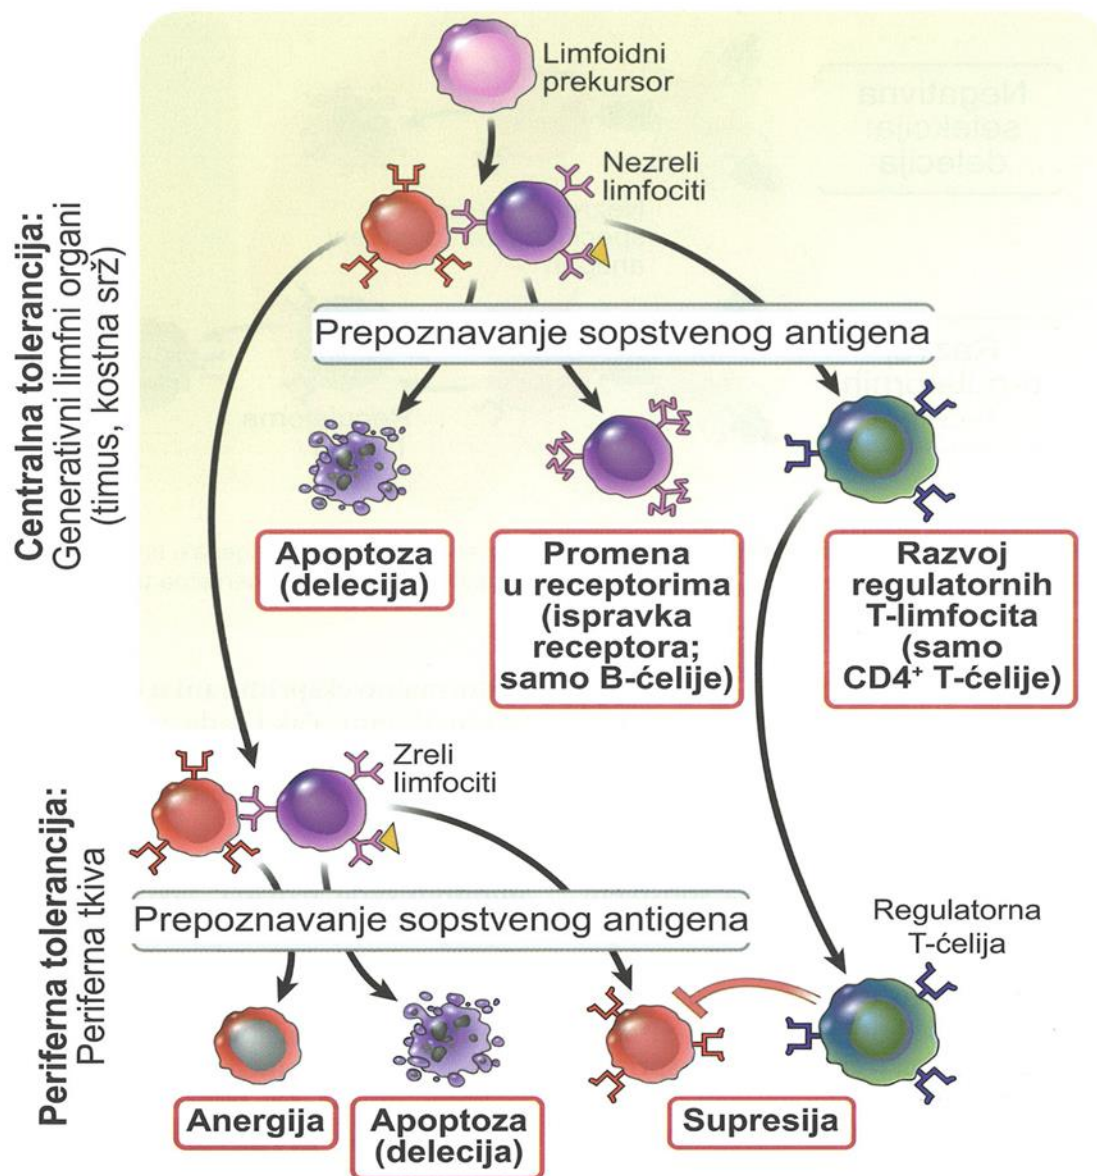 Limfoidni
prekursor
Nezreli
limfociti
Centralna tolerancija:
Generativni limfni organi
(timus, kostna srž)
Prepoznavanje sopstvenog antigena
Apoptoza
(delecija)
Promena
u receptorima
(ispravka
receptora;
samo B-ćelije)
Razvoj
regulatornih
T-limfocita
(samo
CD4⁺ T-ćelije)
Zreli
limfociti
Periferna tolerancija:
Periferna tkiva
Prepoznavanje sopstvenog antigena
Regulatorna
T-ćelija
Anergija
Apoptoza
(delecija)
Supresija